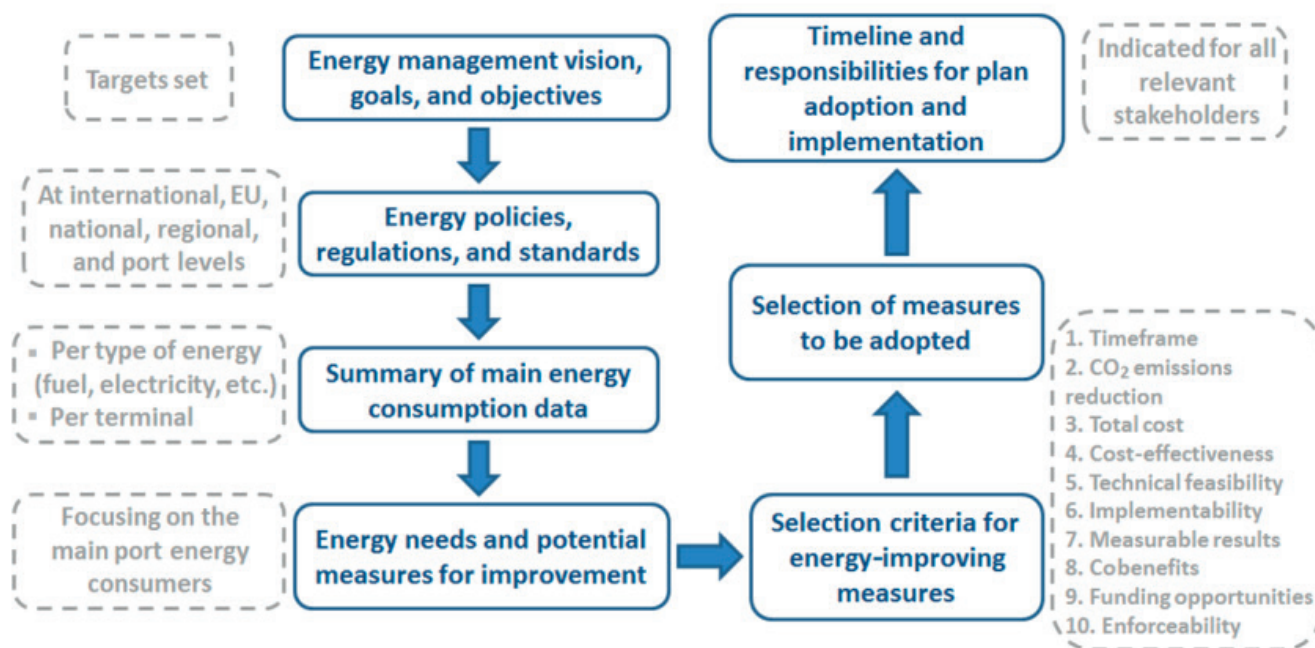 Targets set
Energy management vision,
goals, and objectives
At international, EU,
national, regional,
and port levels
Energy policies,
regulations, and standards
▪ Per type of energy
(fuel, electricity, etc.)
▪ Per terminal
Summary of main energy
consumption data
Focusing on the
main port energy
consumers
Energy needs and potential
measures for improvement
Selection criteria for
energy-improving
measures
1. Timeframe
2. CO₂ emissions
reduction
3. Total cost
4. Cost-effectiveness
5. Technical feasibility
6. Implementability
7. Measurable results
8. Cobenefits
9. Funding opportunities
10. Enforceability
Selection of measures
to be adopted
Timeline and
responsibilities for plan
adoption and
implementation
Indicated for all
relevant
stakeholders